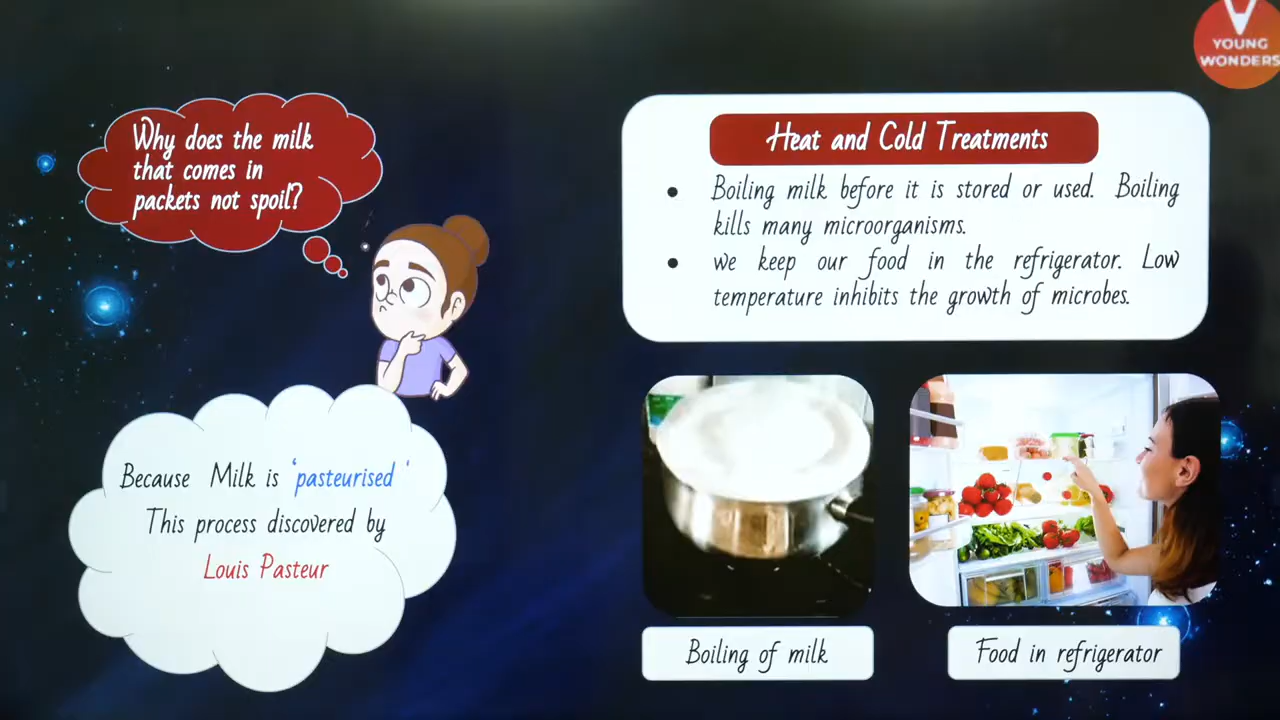 YOUNG
WONDERS
Why does the milk
that comes in
packets not spoil?
Heat and Cold Treatments
Boiling milk before it is stored or used. Boiling
kills many microorganisms.
we keep our food in the refrigerator. Low
temperature inhibits the growth of microbes.
Because Milk is 'pasteurised '
This process discovered by
Louis Pasteur
Boiling of milk
Food in refrigerator